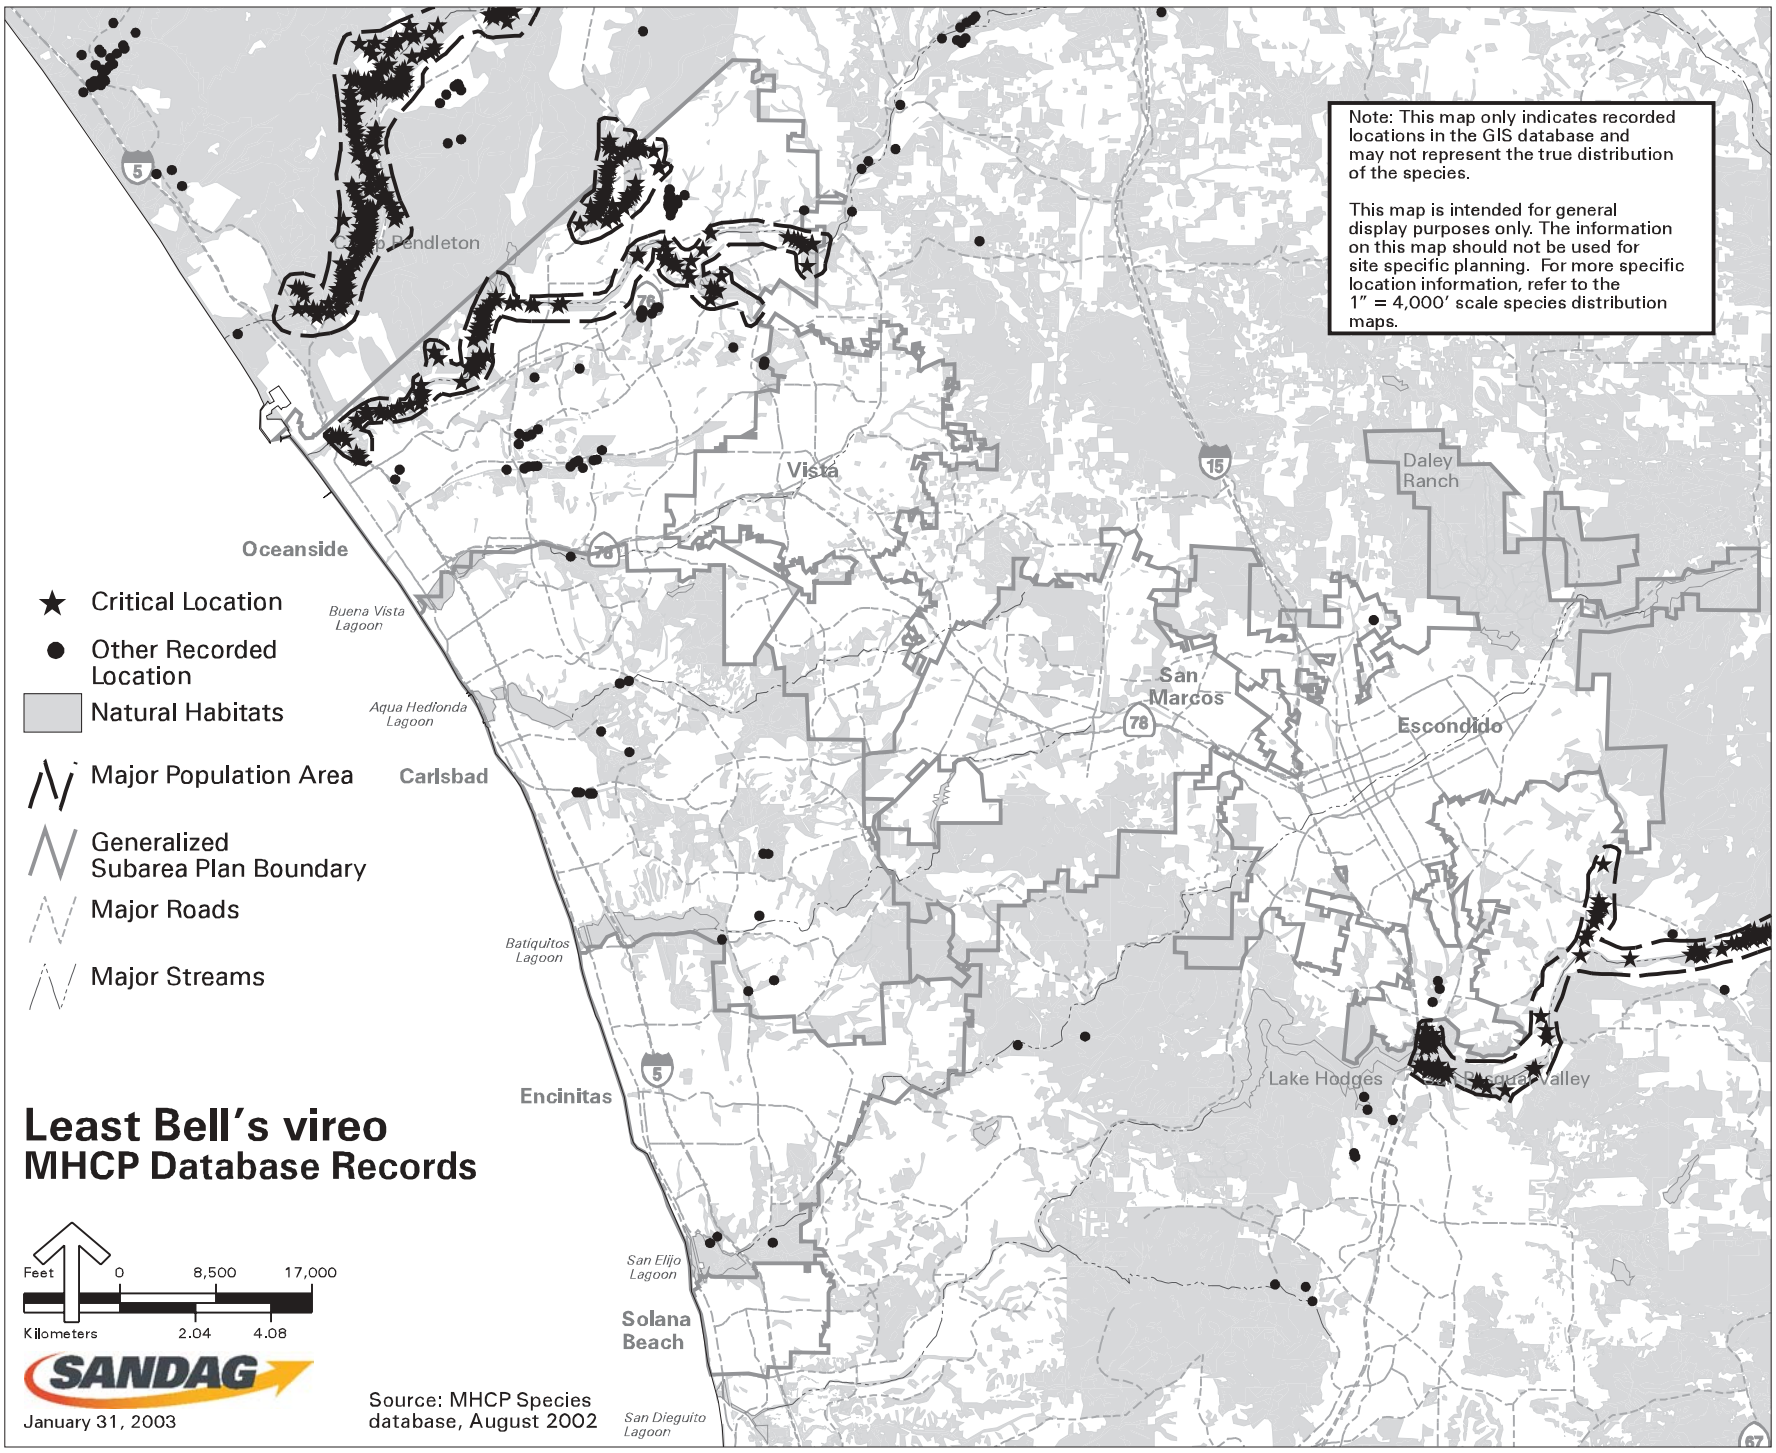 Note: This map only indicates recorded
locations in the GIS database and
may not represent the true distribution
of the species.
This map is intended for general
display purposes only. The information
on this map should not be used for
site specific planning. For more specific
location information, refer to the
1” = 4,000’ scale species distribution
maps.
5
Pendleton
76
Vista
15
Daley
Ranch
Oceanside
78
Critical Location
Buena Vista
Lagoon
Other Recorded
Location
Natural Habitats
Aqua Hedionda
Lagoon
San
Marcos
78
Escondido
Major Population Area
Carlsbad
Generalized
Subarea Plan Boundary
Major Roads
Batiquitos
Lagoon
Major Streams
5
Encinitas
Lake Hodges
Valley
Least Bell’s vireo
MHCP Database Records
San Elijo
Lagoon
Feet 0 8,500 17,000
Kilometers 2.04 4.08
Solana
Beach
SANDAG
January 31, 2003
Source: MHCP Species
database, August 2002
San Dieguito
Lagoon
67